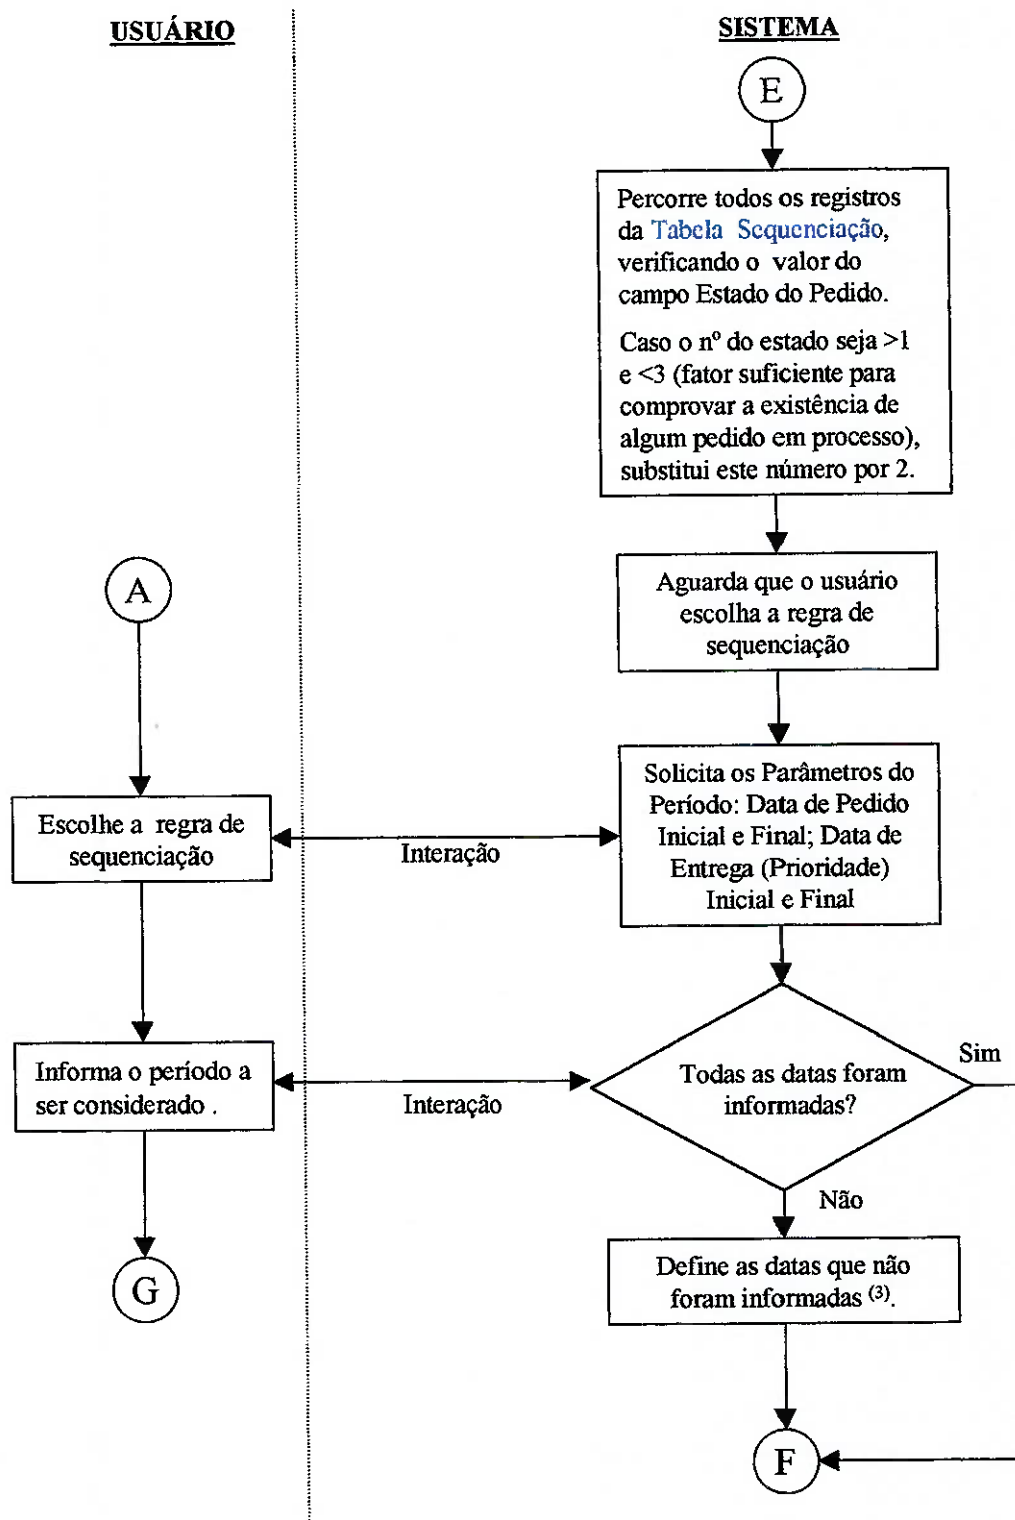 USUÁRIO
SISTEMA
E
Percorre todos os registros
da Tabela Sequenciação,
verificando o valor do
campo Estado do Pedido.
Caso o nº do estado seja >1
e <3 (fator suficiente para
comprovar a existência de
algum pedido em processo),
substitui este número por 2.
A
Aguarda que o usuário
escolha a regra de
sequenciação
Escolhe a regra de
sequenciação
Interação
Solicita os Parâmetros do
Período: Data de Pedido
Inicial e Final; Data de
Entrega (Prioridade)
Inicial e Final
Informa o período a
ser considerado .
Interação
Todas as datas foram
informadas?
Sim
Não
G
Define as datas que não
foram informadas (3).
F